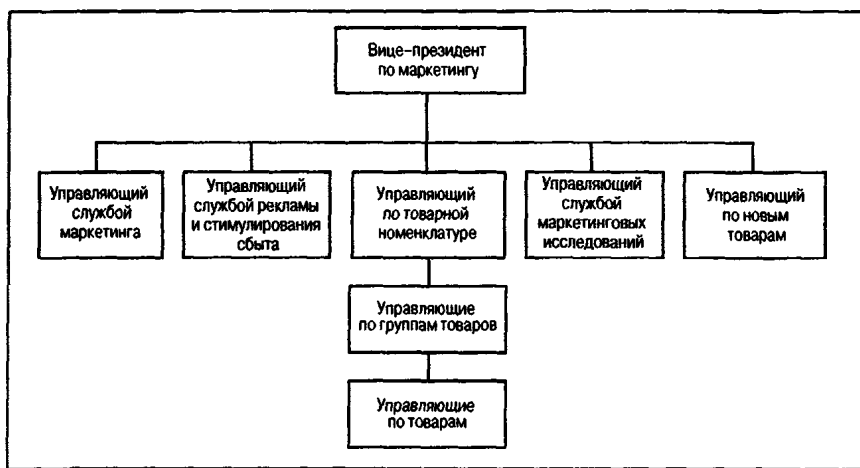 Вице-президент
по маркетингу
Управляющий
службой
маркетинга
Управляющий
службой рекламы
и стимулирования
сбыта
Управляющий
по товарной
номенклатуре
Управляющий
службой
маркетинговых
исследований
Управляющий
по новым
товарам
Управляющие
по группам товаров
Управляющие
по товарам